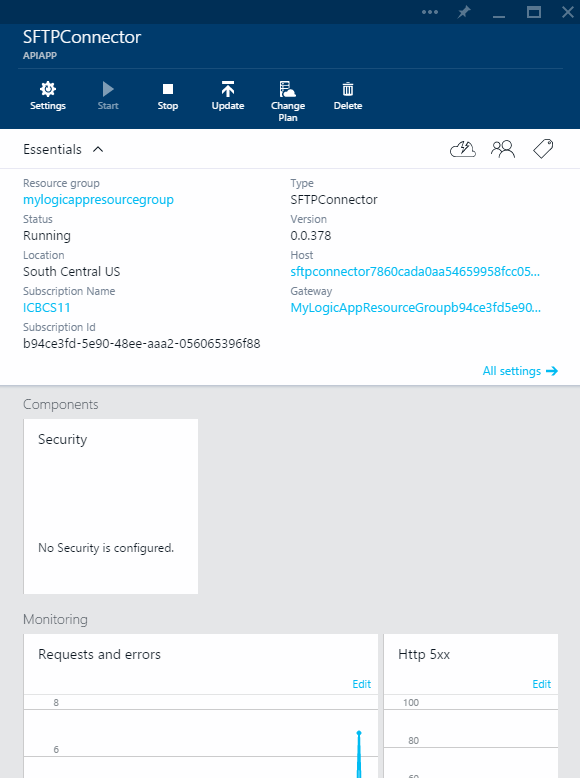 SFTPConnector
APIAPP
Settings
Start
Stop
Update
Change
Plan
Delete
Essentials
Resource group
mylogicappresourcegroup
Type
SFTPConnector
Status
Running
Version
0.0.378
Location
South Central US
Host
sftpconnector7860cada0aa54659958fcc05...
Subscription Name
ICBCS11
Gateway
MyLogicAppResourceGroupb94ce3fd5e90...
Subscription Id
b94ce3fd-5e90-48ee-aaa2-056065396f88
All settings
Components
Security
No Security is configured.
Monitoring
Requests and errors
Edit
8
6
Http 5xx
Edit
100
80
60